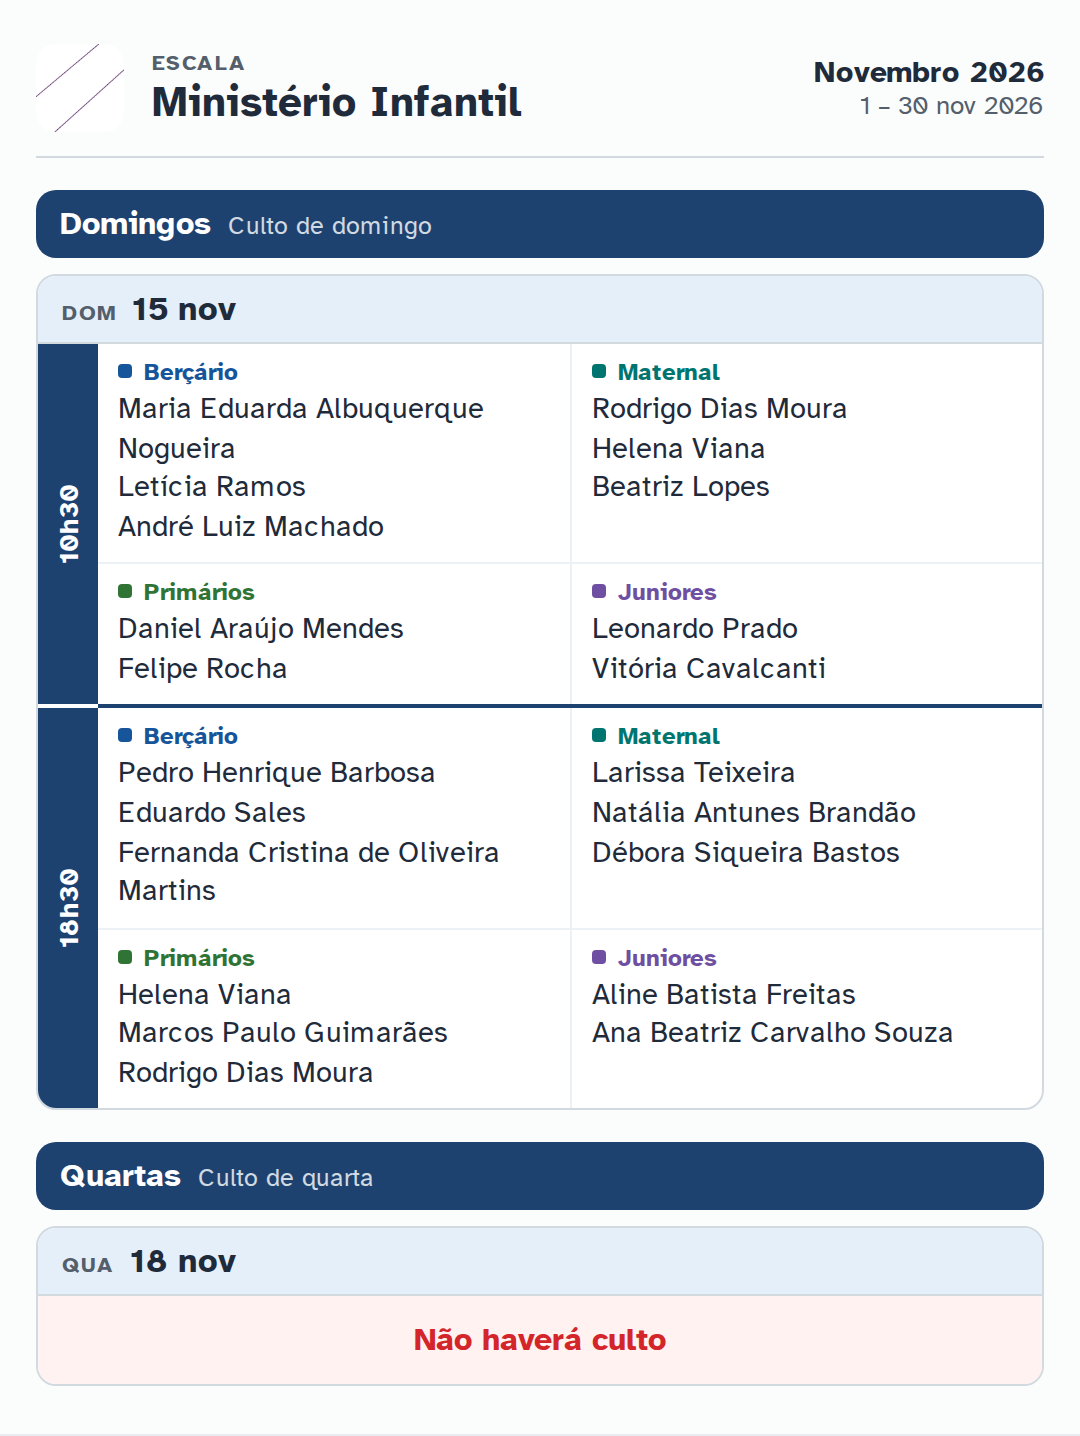 ESCALA
Ministério Infantil
Novembro 2026
1 – 30 nov 2026
Domingos Culto de domingo
DOM 15 nov
10h30
Berçário
Maria Eduarda Albuquerque
Nogueira
Letícia Ramos
André Luiz Machado
Maternal
Rodrigo Dias Moura
Helena Viana
Beatriz Lopes
Primários
Daniel Araújo Mendes
Felipe Rocha
Juniores
Leonardo Prado
Vitória Cavalcanti
18h30
Berçário
Pedro Henrique Barbosa
Eduardo Sales
Fernanda Cristina de Oliveira
Martins
Maternal
Larissa Teixeira
Natália Antunes Brandão
Débora Siqueira Bastos
Primários
Helena Viana
Marcos Paulo Guimarães
Rodrigo Dias Moura
Juniores
Aline Batista Freitas
Ana Beatriz Carvalho Souza
Quartas Culto de quarta
QUA 18 nov
Não haverá culto